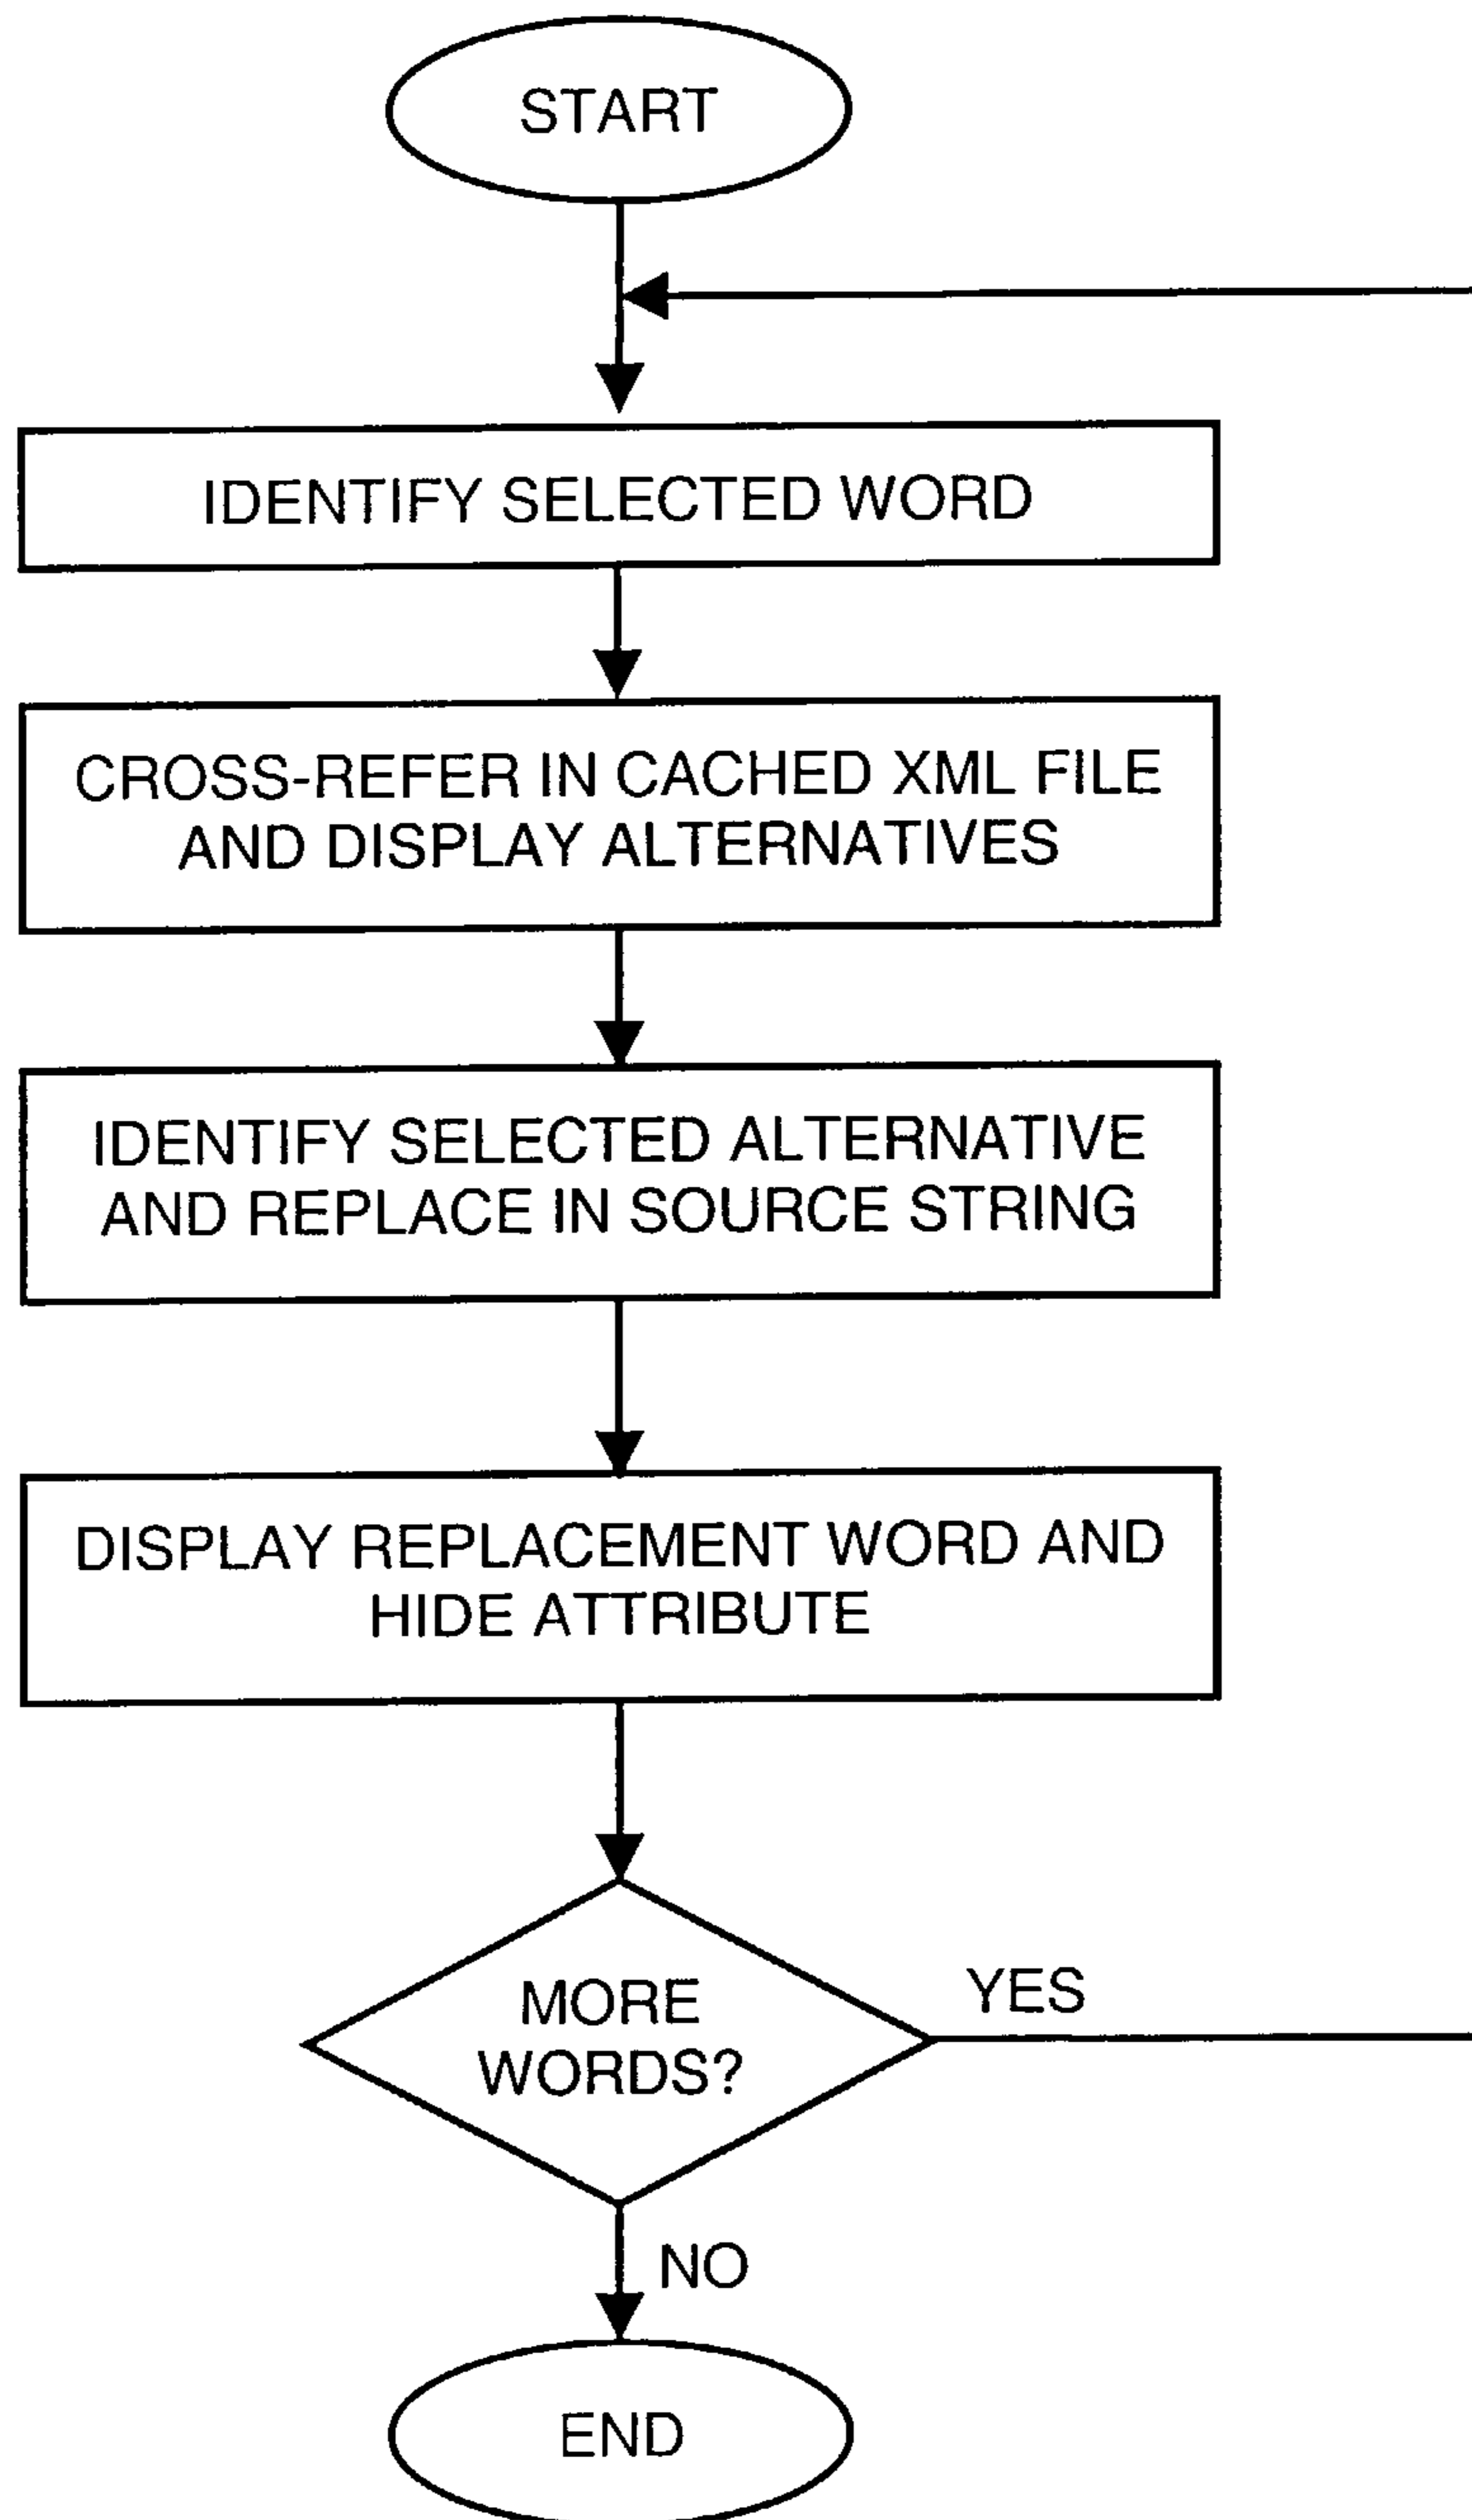 START
IDENTIFY SELECTED WORD
CROSS-REFER IN CACHED XML FILE
AND DISPLAY ALTERNATIVES
IDENTIFY SELECTED ALTERNATIVE
AND REPLACE IN SOURCE STRING
DISPLAY REPLACEMENT WORD AND
HIDE ATTRIBUTE
MORE
WORDS?
YES
NO
END